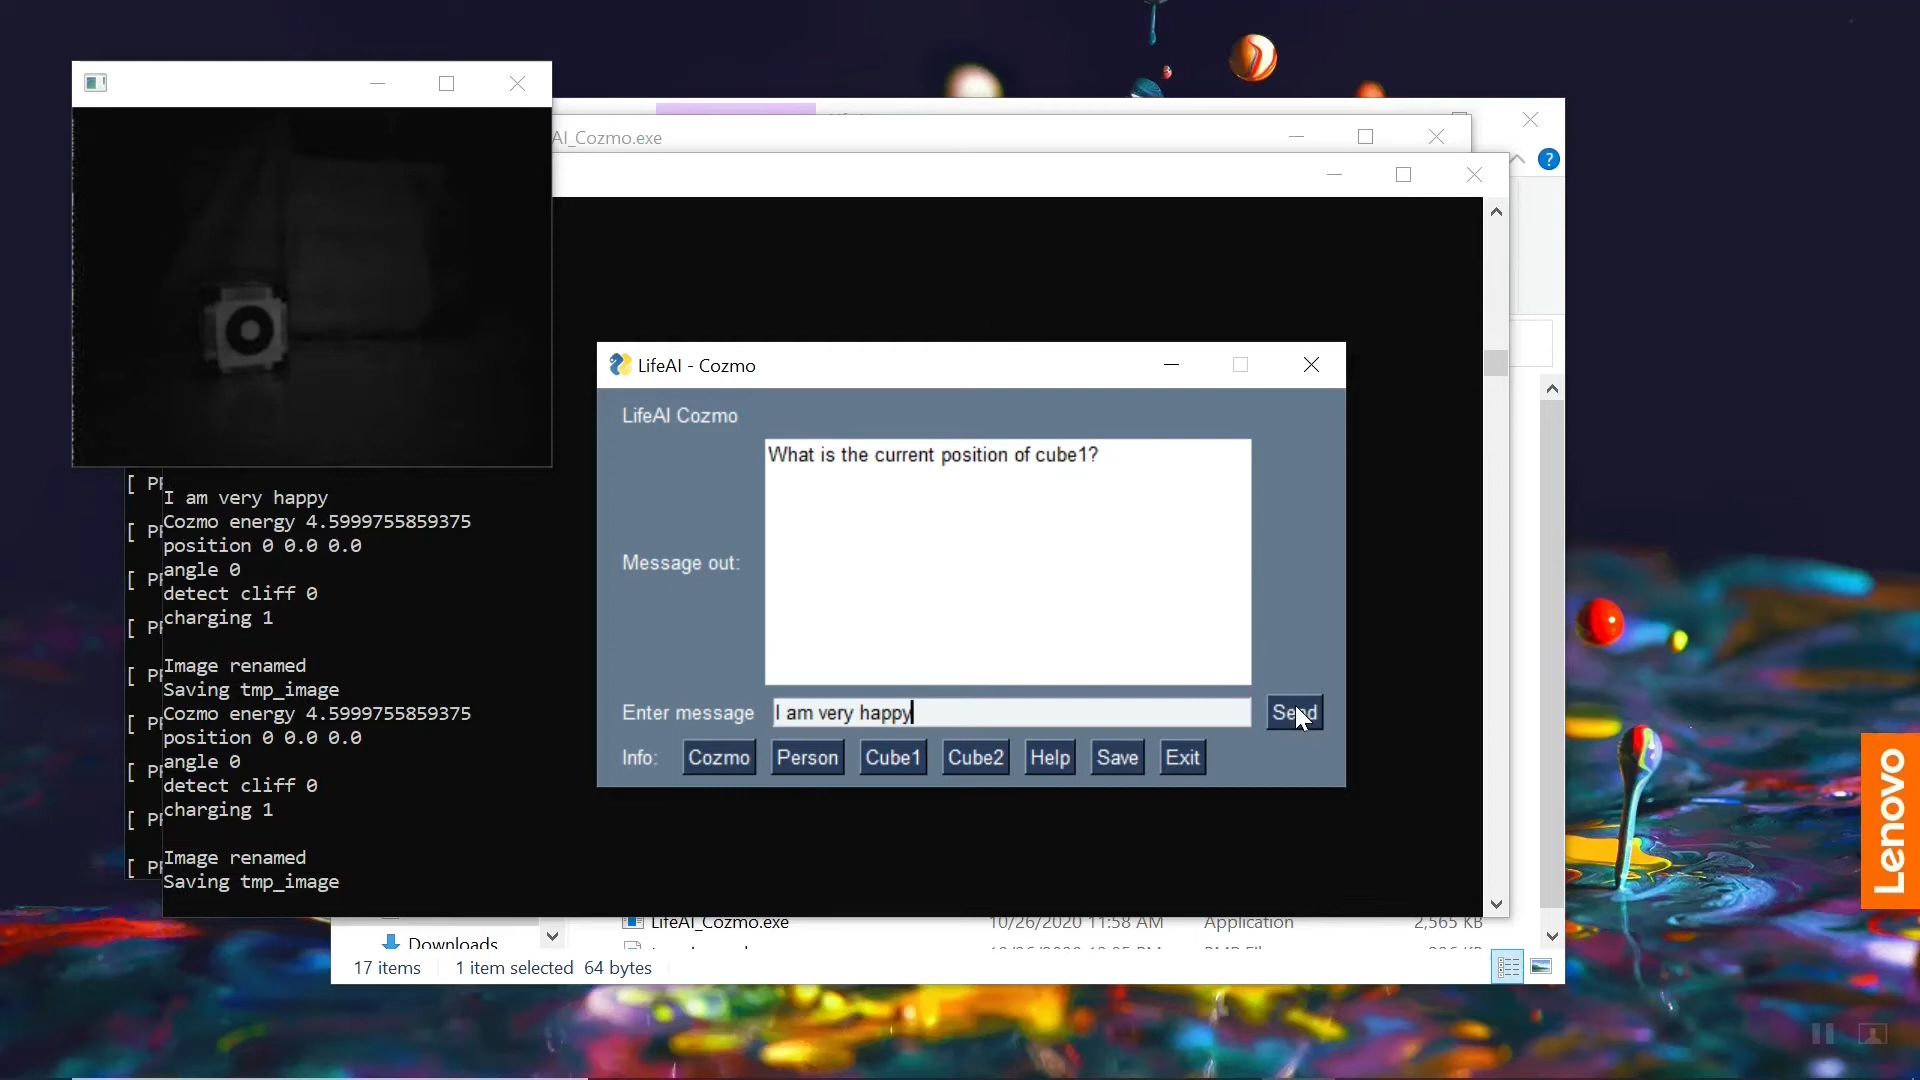 AI_Cozmo.exe
LifeAI - Cozmo
LifeAI Cozmo
What is the current position of cube1?
Message out:
Enter message
I am very happy
Send
Info:
Cozmo
Person
Cube1
Cube2
Help
Save
Exit
[ P
I am very happy
Cozmo energy 4.5999755859375
[ P
position 0 0.0 0.0
angle 0
[ P
detect cliff 0
charging 1
[ P
Image renamed
[ P
Saving tmp_image
Cozmo energy 4.5999755859375
[ P
position 0 0.0 0.0
angle 0
[ P
detect cliff 0
charging 1
[ P
Image renamed
[ P
Saving tmp_image
LifeAI_Cozmo.exe 10/26/2020 11:58 AM Application 2,565 KB
Downloads
17 items 1 item selected 64 bytes
?
Lenovo